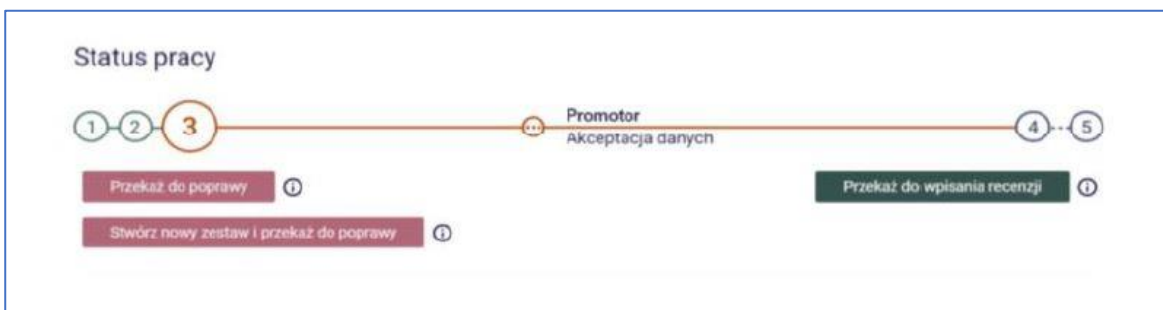 Status pracy
1 2 3 ... Promotor 4 5
Akceptacja danych
Przekaż do poprawy
Przekaż do wpisania recenzji
Stwórz nowy zestaw i przekaż do poprawy